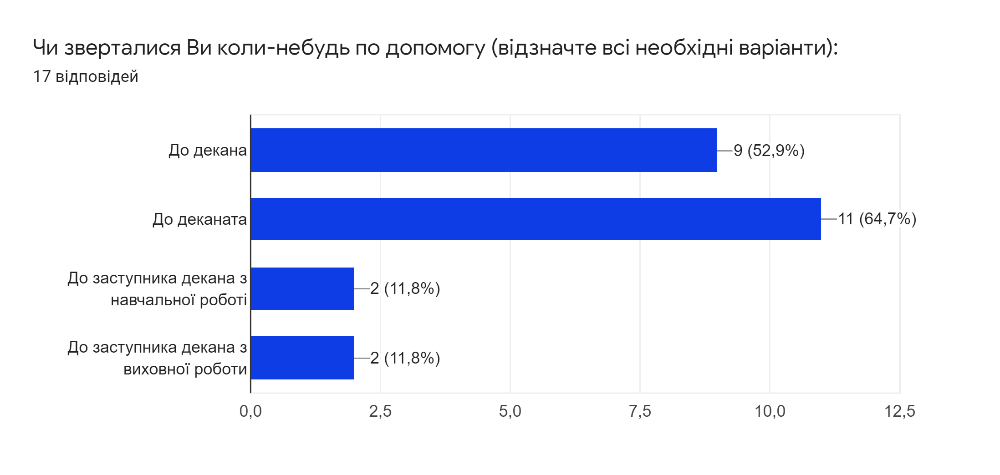 Чи зверталися Ви коли-небудь по допомогу (відзначте всі необхідні варіанти):
17 відповідей
До декана
9 (52,9%)
До деканата
11 (64,7%)
До заступника декана з
навчальної роботі
2 (11,8%)
До заступника декана з
виховної роботи
2 (11,8%)
0,0 2,5 5,0 7,5 10,0 12,5